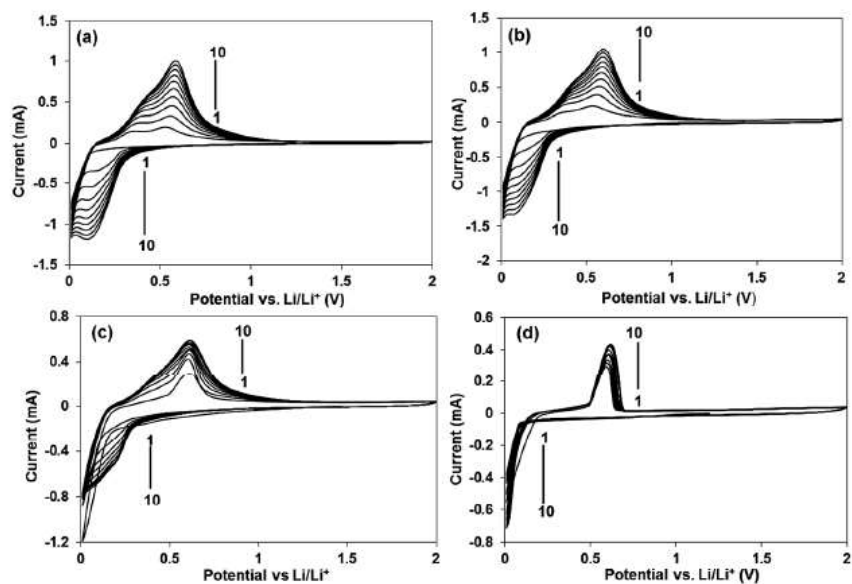 (a)
1.5
1
0.5
0
-0.5
-1
-1.5
Current (mA)
10
1
1
10
0 0.5 1 1.5 2
Potential vs. Li/Li⁺ (V)
(b)
1.5
1
0.5
0
-0.5
-1
-1.5
-2
Current (mA)
10
1
1
10
0 0.5 1 1.5 2
Potential vs. Li/Li⁺ (V)
(c)
0.8
0.4
0
-0.4
-0.8
-1.2
Current (mA)
10
1
1
10
0 0.5 1 1.5 2
Potential vs Li/Li⁺
(d)
0.6
0.4
0.2
0
-0.2
-0.4
-0.6
-0.8
Current (mA)
10
1
1
10
0 0.5 1 1.5 2
Potential vs. Li/Li⁺ (V)